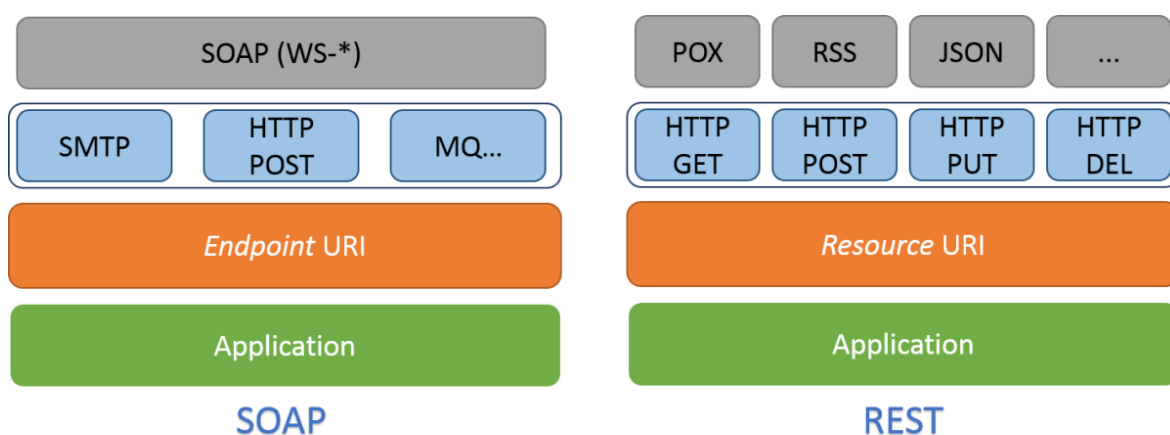 SOAP (WS-*)
SMTP
HTTP
POST
MQ...
Endpoint URI
Application
SOAP
POX
RSS
JSON
...
HTTP
GET
HTTP
POST
HTTP
PUT
HTTP
DEL
Resource URI
Application
REST